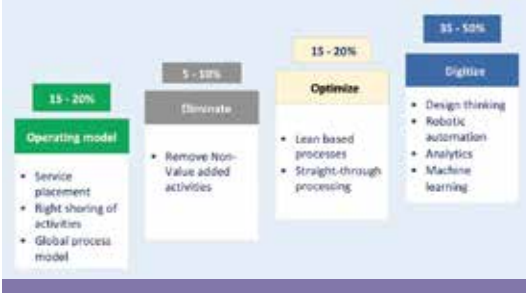 15 - 20%
Operating model
• Service
placement
• Right shoring of
activities
• Global process
model
5 - 10%
Eliminate
• Remove Non-
Value added
activities
15 - 20%
Optimize
• Lean based
processes
• Straight-through
processing
35 - 50%
Digitize
• Design thinking
• Robotic
automation
• Analytics
• Machine
learning